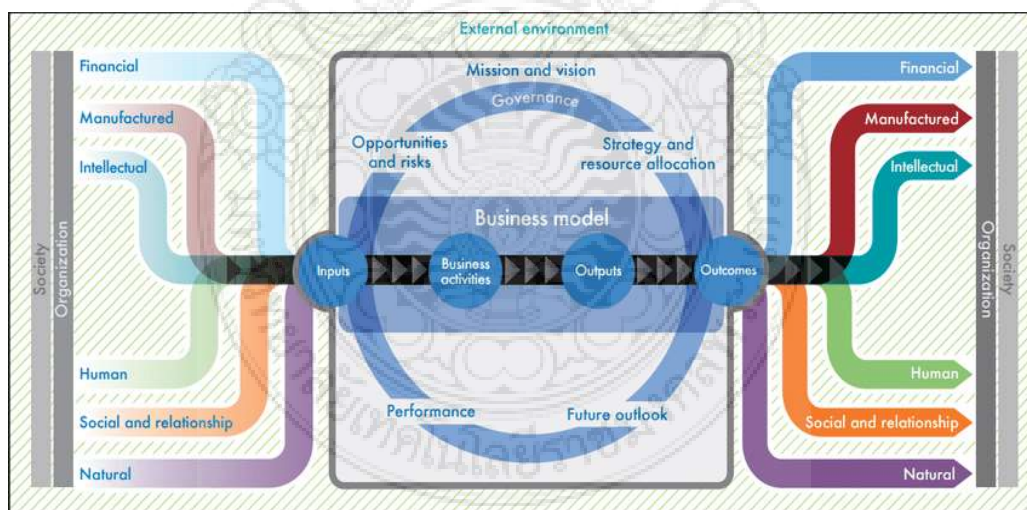 External environment
Society
Organization
Financial
Manufactured
Intellectual
Human
Social and relationship
Natural
Mission and vision
Governance
Opportunities
and risks
Strategy and
resource allocation
Business model
Inputs
Business
activities
Outputs
Outcomes
Performance
Future outlook
Financial
Manufactured
Intellectual
Human
Social and relationship
Natural
Organization
Society